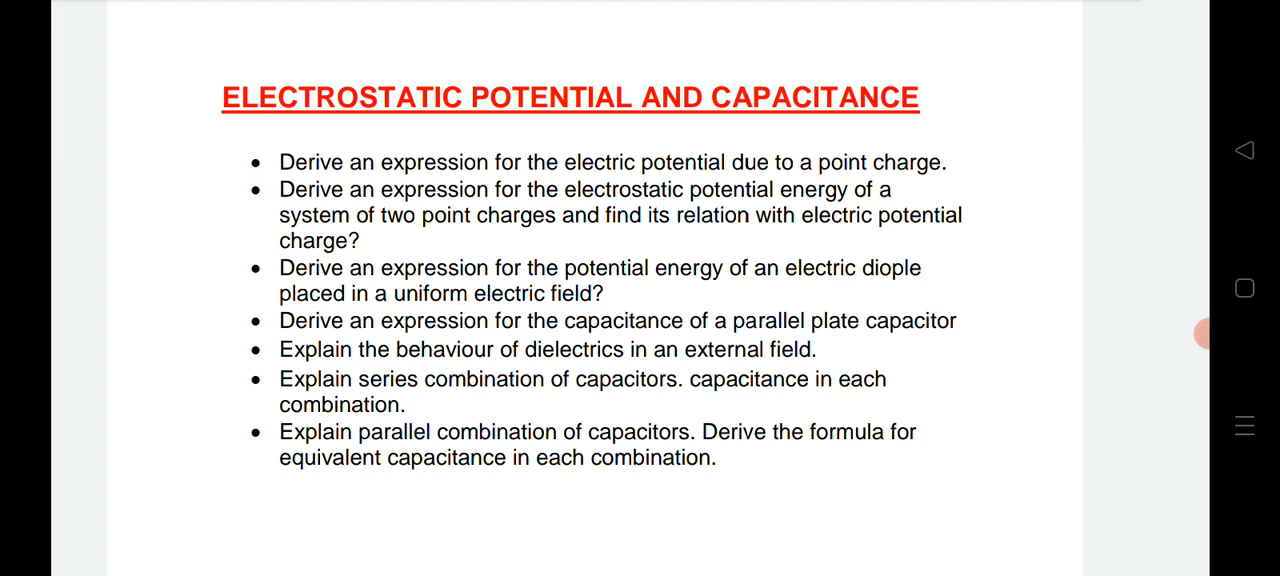 ELECTROSTATIC POTENTIAL AND CAPACITANCE
• Derive an expression for the electric potential due to a point charge.
• Derive an expression for the electrostatic potential energy of a
system of two point charges and find its relation with electric potential
charge?
• Derive an expression for the potential energy of an electric diople
placed in a uniform electric field?
• Derive an expression for the capacitance of a parallel plate capacitor
• Explain the behaviour of dielectrics in an external field.
• Explain series combination of capacitors. capacitance in each
combination.
• Explain parallel combination of capacitors. Derive the formula for
equivalent capacitance in each combination.